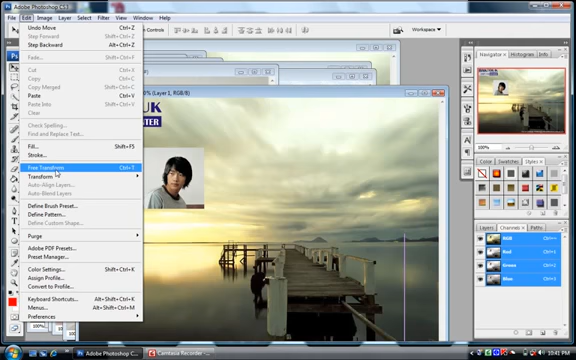 Adobe Photoshop CS3
File Edit Image Layer Select Filter View Window Help
Controls
Workspace
Undo Move Ctrl+Z
Step Forward Shift+Ctrl+Z
Step Backward Alt+Ctrl+Z
Fade... Shift+Ctrl+F
Cut Ctrl+X
Copy Ctrl+C
Copy Merged Shift+Ctrl+C
Paste Ctrl+V
Paste Into Shift+Ctrl+V
Clear
Check Spelling...
Find and Replace Text...
Fill... Shift+F5
Stroke...
Free Transform Ctrl+T
Transform
Auto-Align Layers...
Auto-Blend Layers
Define Brush Preset...
Define Pattern...
Define Custom Shape...
Purge
Adobe PDF Presets...
Preset Manager...
Color Settings... Shift+Ctrl+K
Assign Profile...
Convert to Profile...
Keyboard Shortcuts... Alt+Shift+Ctrl+K
Menus... Alt+Shift+Ctrl+M
Preferences
(Layer 1, RGB/8)
UK
STER
Navigator Histogram Info
Color Swatches Styles
Layers Channels Paths
RGB Ctrl+~
Red Ctrl+1
Green Ctrl+2
Blue Ctrl+3
Adobe Photoshop C...
Camtasia Recorder -...
10:41 PM